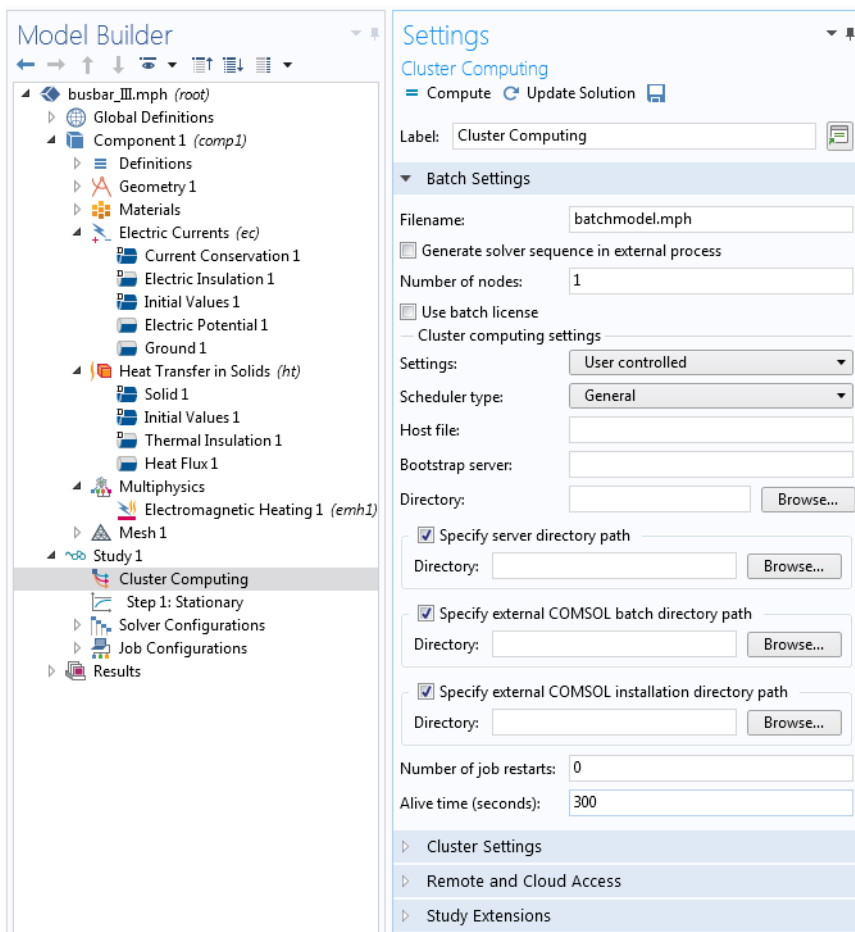 Model Builder
busbar_III.mph (root)
Global Definitions
Component 1 (comp1)
Definitions
Geometry 1
Materials
Electric Currents (ec)
Current Conservation 1
Electric Insulation 1
Initial Values 1
Electric Potential 1
Ground 1
Heat Transfer in Solids (ht)
Solid 1
Initial Values 1
Thermal Insulation 1
Heat Flux 1
Multiphysics
Electromagnetic Heating 1 (emh1)
Mesh 1
Study 1
Cluster Computing
Step 1: Stationary
Solver Configurations
Job Configurations
Results
Settings
Cluster Computing
= Compute Update Solution
Label: Cluster Computing
Batch Settings
Filename: batchmodel.mph
Generate solver sequence in external process
Number of nodes: 1
Use batch license
Cluster computing settings
Settings: User controlled
Scheduler type: General
Host file:
Bootstrap server:
Directory: Browse...
Specify server directory path
Directory: Browse...
Specify external COMSOL batch directory path
Directory: Browse...
Specify external COMSOL installation directory path
Directory: Browse...
Number of job restarts: 0
Alive time (seconds): 300
Cluster Settings
Remote and Cloud Access
Study Extensions